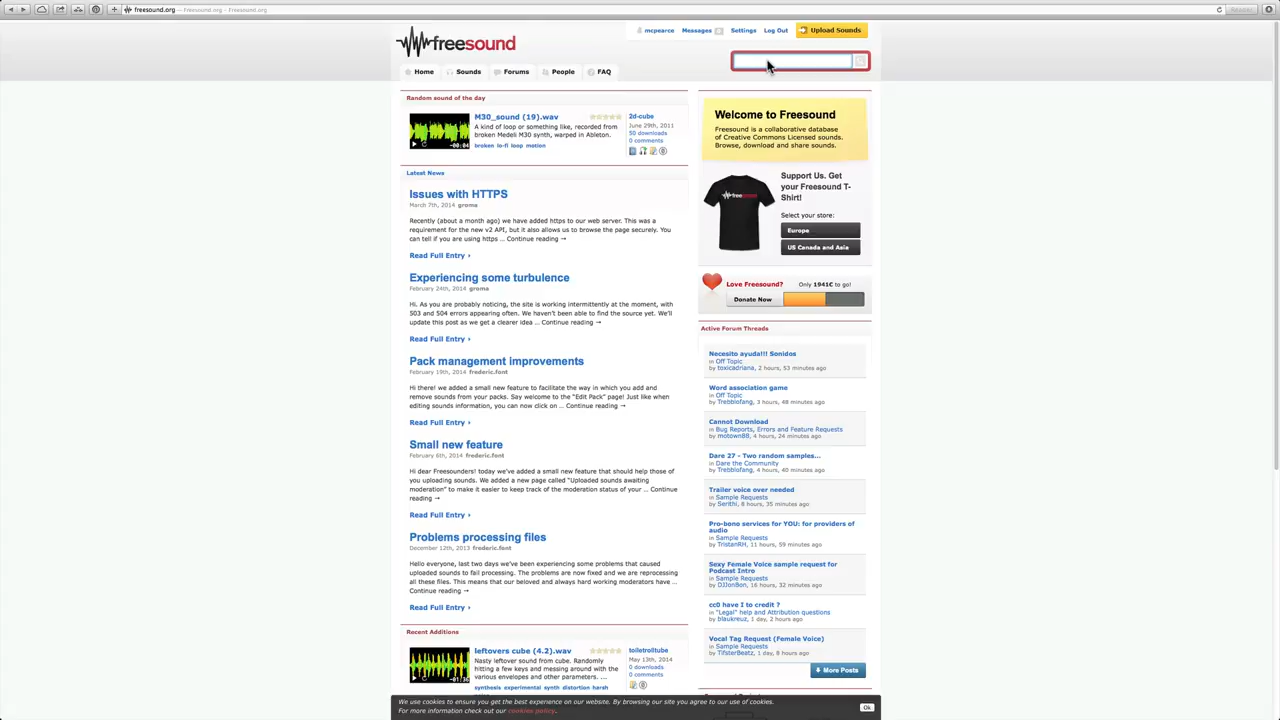 freesound.org — Freesound.org - Freesound.org
Reader
mcpearce Messages 0 Settings Log Out Upload Sounds
freesound
Home Sounds Forums People FAQ
Random sound of the day
M30_sound (19).wav
A kind of loop or something like, recorded from
broken Medeli M30 synth, warped in Ableton.
broken lo-fi loop motion
-00:04
2d-cube
June 29th, 2011
50 downloads
0 comments
Latest News
Issues with HTTPS
March 7th, 2014 groma
Recently (about a month ago) we have added https to our web server. This was a
requirement for the new v2 API, but it also allows us to browse the page securely. You
can tell if you are using https ... Continue reading →
Read Full Entry
Experiencing some turbulence
February 24th, 2014 groma
Hi. As you are probably noticing, the site is working intermittently at the moment, with
503 and 504 errors appearing often. We haven't been able to find the source yet. We'll
update this post as we get a clearer idea ... Continue reading →
Read Full Entry
Pack management improvements
February 19th, 2014 frederic.font
Hi there! we added a small new feature to facilitate the way in which you add and
remove sounds from your packs. Say welcome to the "Edit Pack" page! Just like when
editing sounds information, you can now click on ... Continue reading →
Read Full Entry
Small new feature
February 6th, 2014 frederic.font
Hi dear Freesounders! today we've added a small new feature that should help those of
you uploading sounds. We added a new page called "Uploaded sounds awaiting
moderation" to make it easier to keep track of the moderation status of your ... Continue
reading →
Read Full Entry
Problems processing files
December 12th, 2013 frederic.font
Hello everyone, last two days we've been experiencing some problems that caused
uploaded sounds to fail processing. The problems are now fixed and we are reprocessing
all these files. This means that our beloved and always hard working moderators have ...
Continue reading →
Read Full Entry
Recent Additions
leftovers cube (4.2).wav
Nasty leftover sound from cube. Randomly
hitting a few keys and messing around with the
various envelopes and other parameters. ...
synthesis experimental synth distortion harsh
-01:36
toiletrolltube
May 13th, 2014
0 downloads
0 comments
Welcome to Freesound
Freesound is a collaborative database
of Creative Commons Licensed sounds.
Browse, download and share sounds.
freesound
Support Us. Get
your Freesound T-
Shirt!
Select your store:
Europe
US Canada and Asia
Love Freesound? Only 1941€ to go!
Donate Now
Active Forum Threads
Necesito ayuda!!! Sonidos
in Off Topic
by toxicadriana, 2 hours, 53 minutes ago
Word association game
in Off Topic
by Trebblofang, 3 hours, 48 minutes ago
Cannot Download
in Bug Reports, Errors and Feature Requests
by motown88, 4 hours, 24 minutes ago
Dare 27 - Two random samples...
in Dare the Community
by Trebblofang, 4 hours, 40 minutes ago
Trailer voice over needed
in Sample Requests
by Serithi, 8 hours, 35 minutes ago
Pro-bono services for YOU: for providers of
audio
in Sample Requests
by TristanRH, 11 hours, 59 minutes ago
Sexy Female Voice sample request for
Podcast Intro
in Sample Requests
by DJJonBon, 16 hours, 32 minutes ago
cc0 have I to credit ?
in "Legal" help and Attribution questions
by blaukreuz, 1 day, 2 hours ago
Vocal Tag Request (Female Voice)
in Sample Requests
by TifsterBeatz, 1 day, 8 hours ago
More Posts
We use cookies to ensure you get the best experience on our website. By browsing our site you agree to our use of cookies.
For more information check out our cookies policy.
Ok